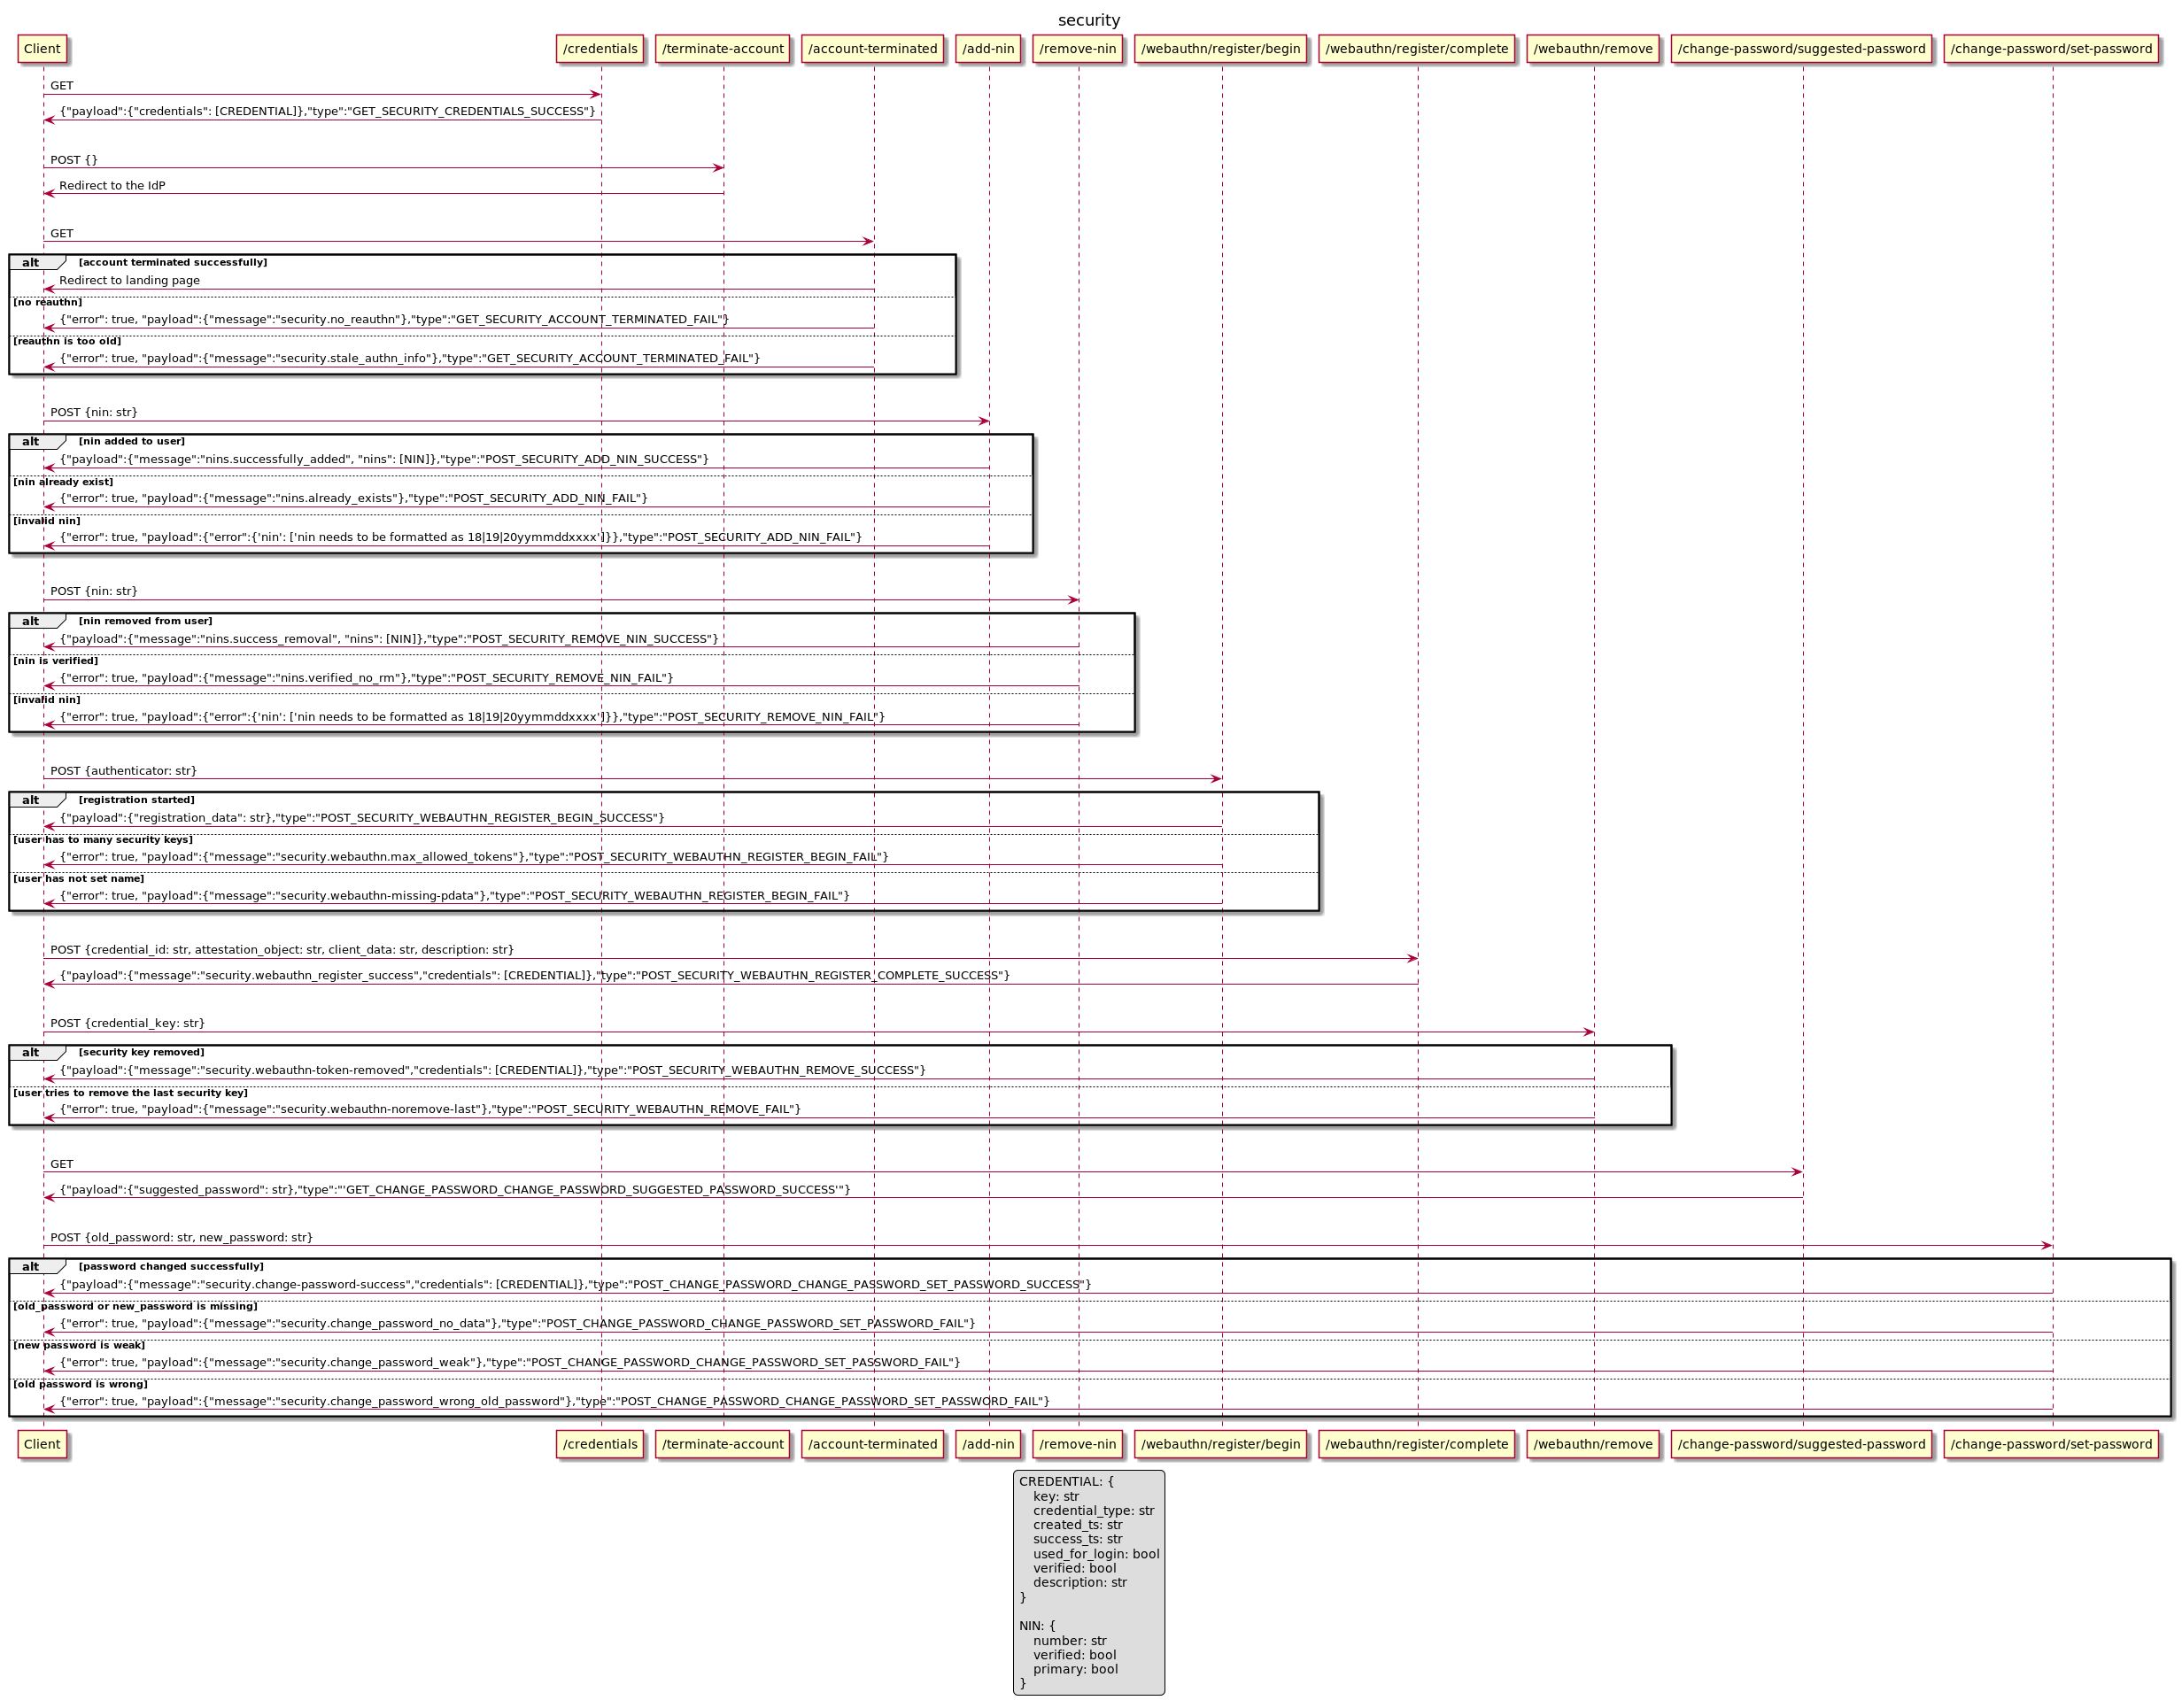 security
Client /credentials /terminate-account /account-terminated /add-nin /remove-nin /webauthn/register/begin /webauthn/register/complete /webauthn/remove /change-password/suggested-password /change-password/set-password
GET
{"payload":{"credentials": [CREDENTIAL]},"type":"GET_SECURITY_CREDENTIALS_SUCCESS"}
POST {}
Redirect to the IdP
GET
alt [account terminated successfully]
Redirect to landing page
[no reauthn]
{"error": true, "payload":{"message":"security.no_reauthn"},"type":"GET_SECURITY_ACCOUNT_TERMINATED_FAIL"}
[reauthn is too old]
{"error": true, "payload":{"message":"security.stale_authn_info"},"type":"GET_SECURITY_ACCOUNT_TERMINATED_FAIL"}
POST {nin: str}
alt [nin added to user]
{"payload":{"message":"nins.successfully_added", "nins": [NIN]},"type":"POST_SECURITY_ADD_NIN_SUCCESS"}
[nin already exist]
{"error": true, "payload":{"message":"nins.already_exists"},"type":"POST_SECURITY_ADD_NIN_FAIL"}
[invalid nin]
{"error": true, "payload":{"error":{'nin': ['nin needs to be formatted as 18|19|20yymmddxxxx']}},"type":"POST_SECURITY_ADD_NIN_FAIL"}
POST {nin: str}
alt [nin removed from user]
{"payload":{"message":"nins.success_removal", "nins": [NIN]},"type":"POST_SECURITY_REMOVE_NIN_SUCCESS"}
[nin is verified]
{"error": true, "payload":{"message":"nins.verified_no_rm"},"type":"POST_SECURITY_REMOVE_NIN_FAIL"}
[invalid nin]
{"error": true, "payload":{"error":{'nin': ['nin needs to be formatted as 18|19|20yymmddxxxx']}},"type":"POST_SECURITY_REMOVE_NIN_FAIL"}
POST {authenticator: str}
alt [registration started]
{"payload":{"registration_data": str},"type":"POST_SECURITY_WEBAUTHN_REGISTER_BEGIN_SUCCESS"}
[user has to many security keys]
{"error": true, "payload":{"message":"security.webauthn.max_allowed_tokens"},"type":"POST_SECURITY_WEBAUTHN_REGISTER_BEGIN_FAIL"}
[user has not set name]
{"error": true, "payload":{"message":"security.webauthn-missing-pdata"},"type":"POST_SECURITY_WEBAUTHN_REGISTER_BEGIN_FAIL"}
POST {credential_id: str, attestation_object: str, client_data: str, description: str}
{"payload":{"message":"security.webauthn_register_success","credentials": [CREDENTIAL]},"type":"POST_SECURITY_WEBAUTHN_REGISTER_COMPLETE_SUCCESS"}
POST {credential_key: str}
alt [security key removed]
{"payload":{"message":"security.webauthn-token-removed","credentials": [CREDENTIAL]},"type":"POST_SECURITY_WEBAUTHN_REMOVE_SUCCESS"}
[user tries to remove the last security key]
{"error": true, "payload":{"message":"security.webauthn-noremove-last"},"type":"POST_SECURITY_WEBAUTHN_REMOVE_FAIL"}
GET
{"payload":{"suggested_password": str},"type":"'GET_CHANGE_PASSWORD_CHANGE_PASSWORD_SUGGESTED_PASSWORD_SUCCESS'"}
POST {old_password: str, new_password: str}
alt [password changed successfully]
{"payload":{"message":"security.change-password-success","credentials": [CREDENTIAL]},"type":"POST_CHANGE_PASSWORD_CHANGE_PASSWORD_SET_PASSWORD_SUCCESS"}
[old_password or new_password is missing]
{"error": true, "payload":{"message":"security.change_password_no_data"},"type":"POST_CHANGE_PASSWORD_CHANGE_PASSWORD_SET_PASSWORD_FAIL"}
[new password is weak]
{"error": true, "payload":{"message":"security.change_password_weak"},"type":"POST_CHANGE_PASSWORD_CHANGE_PASSWORD_SET_PASSWORD_FAIL"}
[old password is wrong]
{"error": true, "payload":{"message":"security.change_password_wrong_old_password"},"type":"POST_CHANGE_PASSWORD_CHANGE_PASSWORD_SET_PASSWORD_FAIL"}
Client /credentials /terminate-account /account-terminated /add-nin /remove-nin /webauthn/register/begin /webauthn/register/complete /webauthn/remove /change-password/suggested-password /change-password/set-password
CREDENTIAL: {
key: str
credential_type: str
created_ts: str
success_ts: str
used_for_login: bool
verified: bool
description: str
}
NIN: {
number: str
verified: bool
primary: bool
}